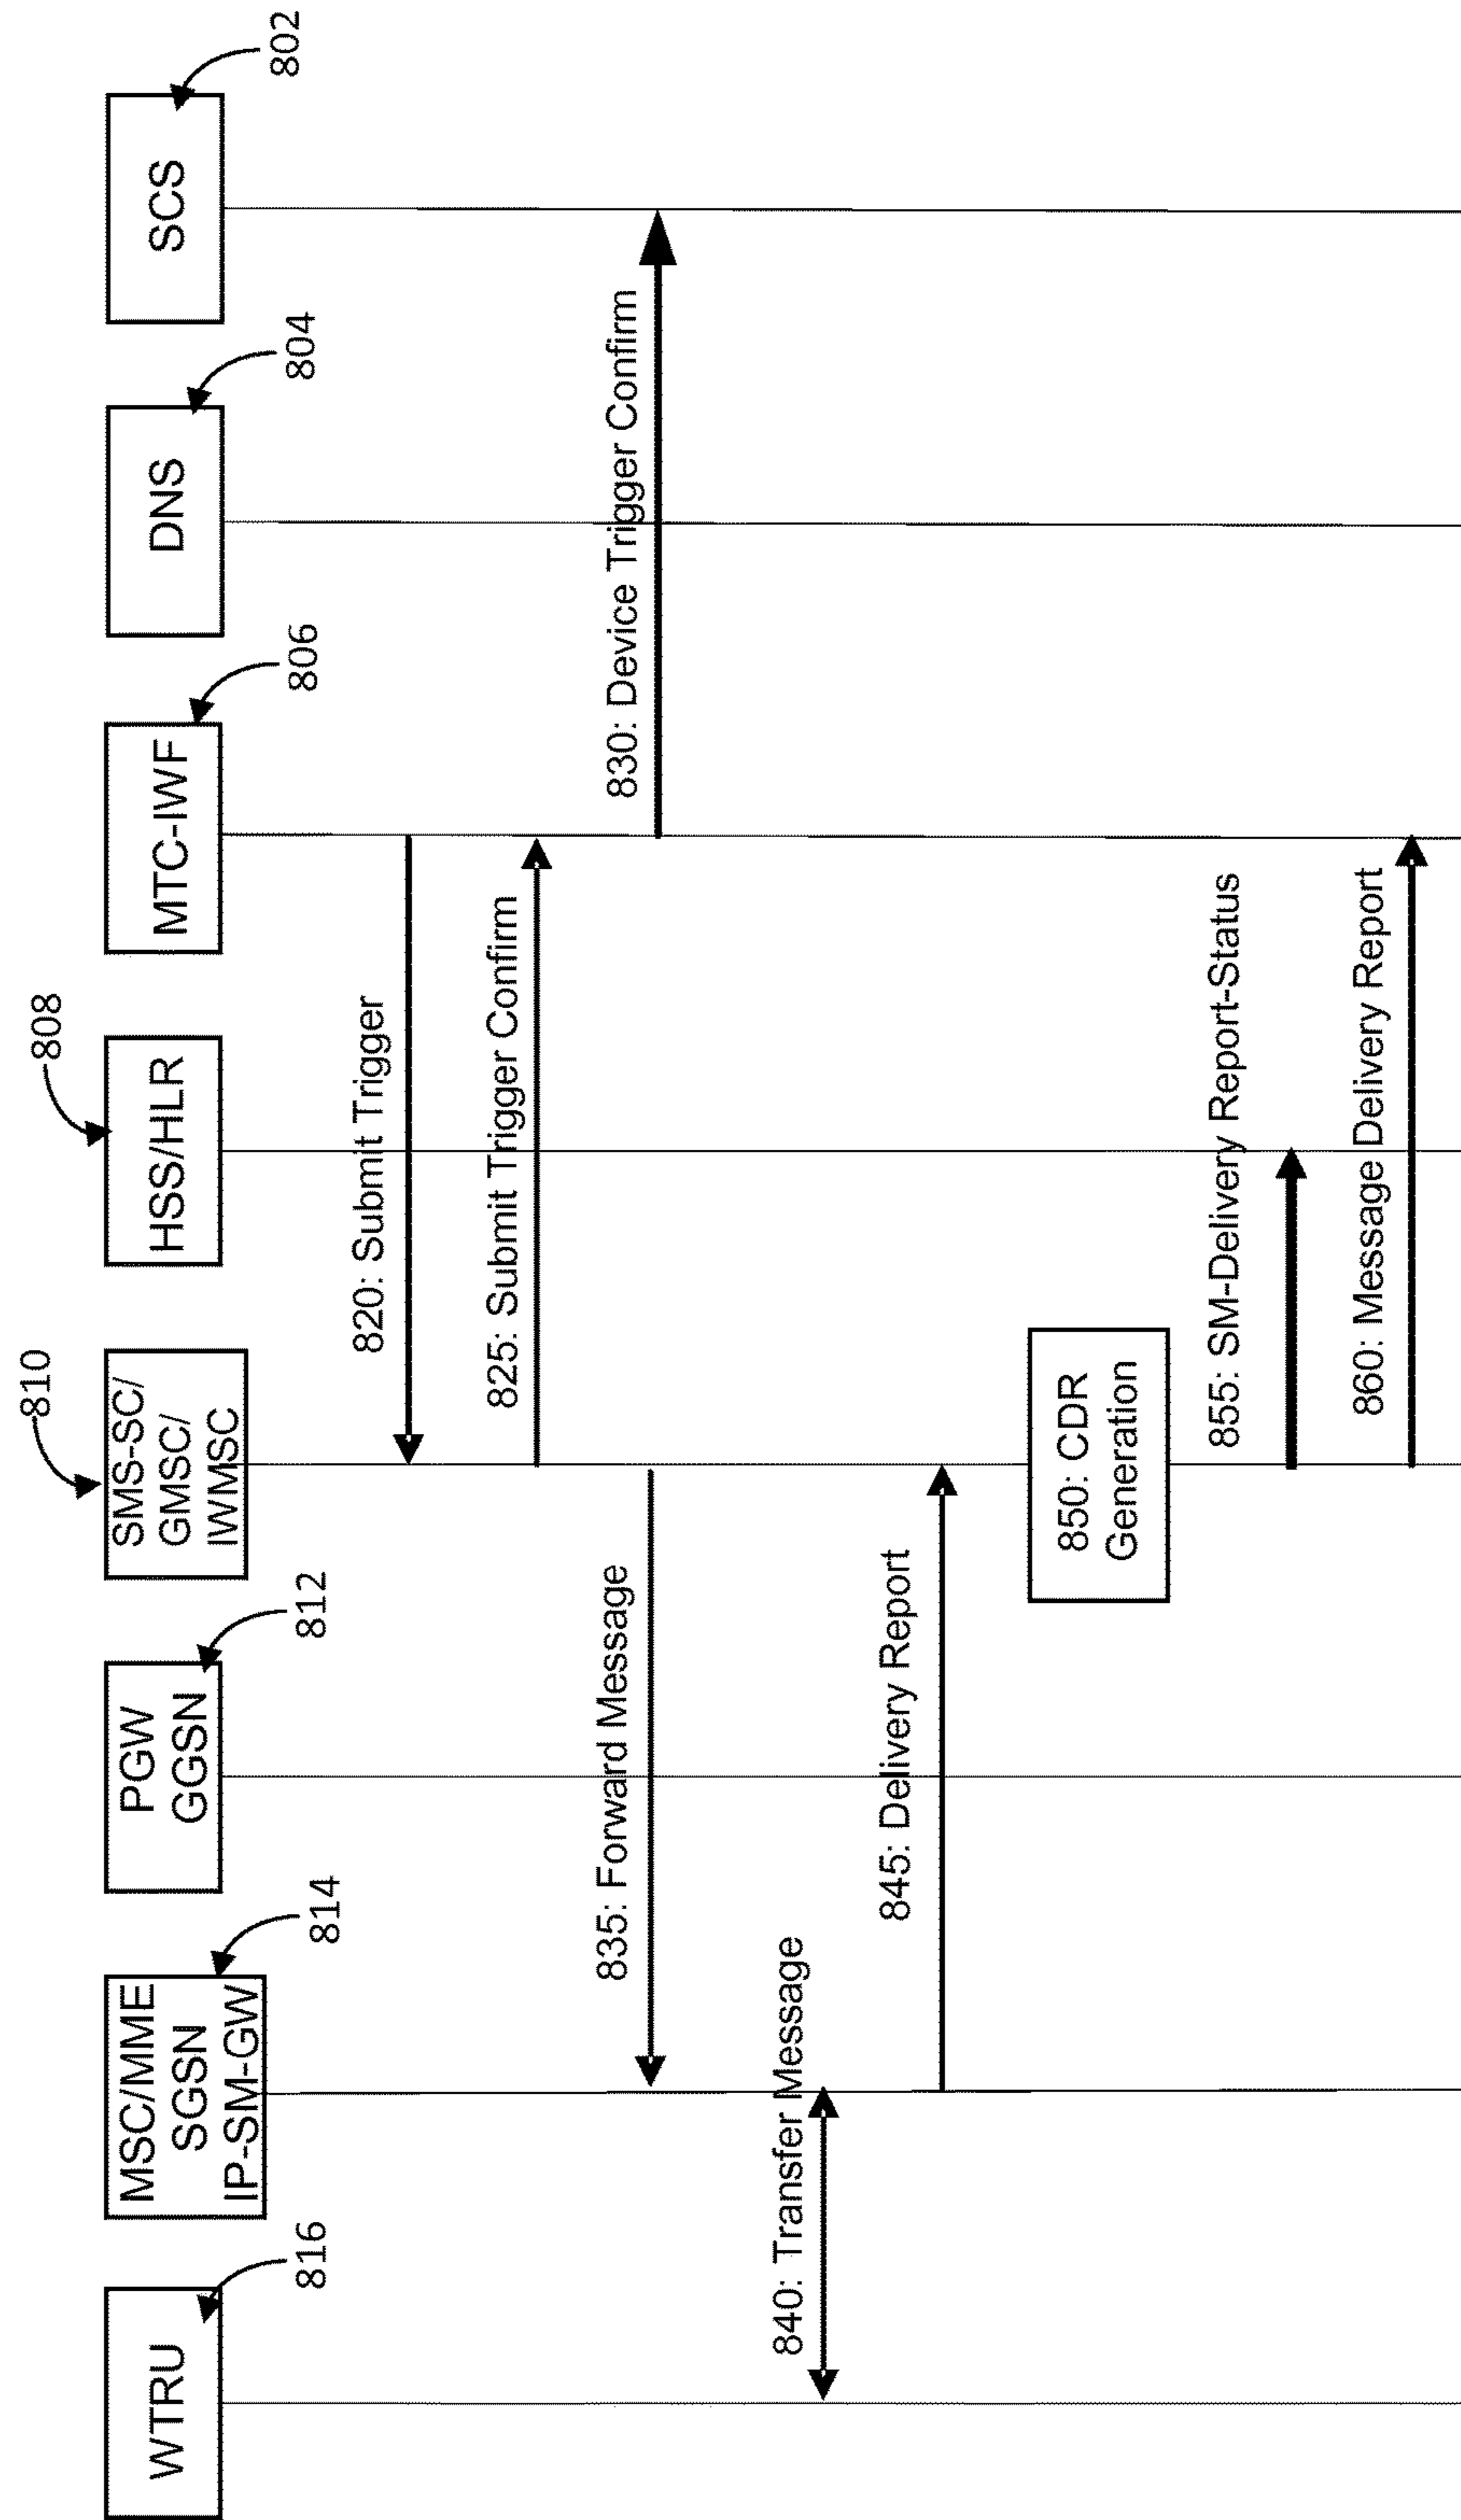 WTRU
816
MSC/MME
SGSN
IP-SM-GW
814
PGW
GGSN
812
SMS-SC/
GMSC/
IWMSC
810
HSS/HLR
808
MTC-IWF
806
DNS
804
SCS
802
820: Submit Trigger
825: Submit Trigger Confirm
830: Device Trigger Confirm
835: Forward Message
840: Transfer Message
845: Delivery Report
850: CDR
Generation
855: SM-Delivery Report-Status
860: Message Delivery Report